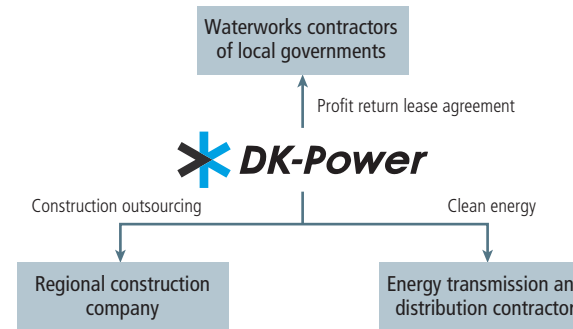 Waterworks contractors
of local governments
Profit return lease agreement
DK-Power
Construction outsourcing
Clean energy
Regional construction
company
Energy transmission an
distribution contractor